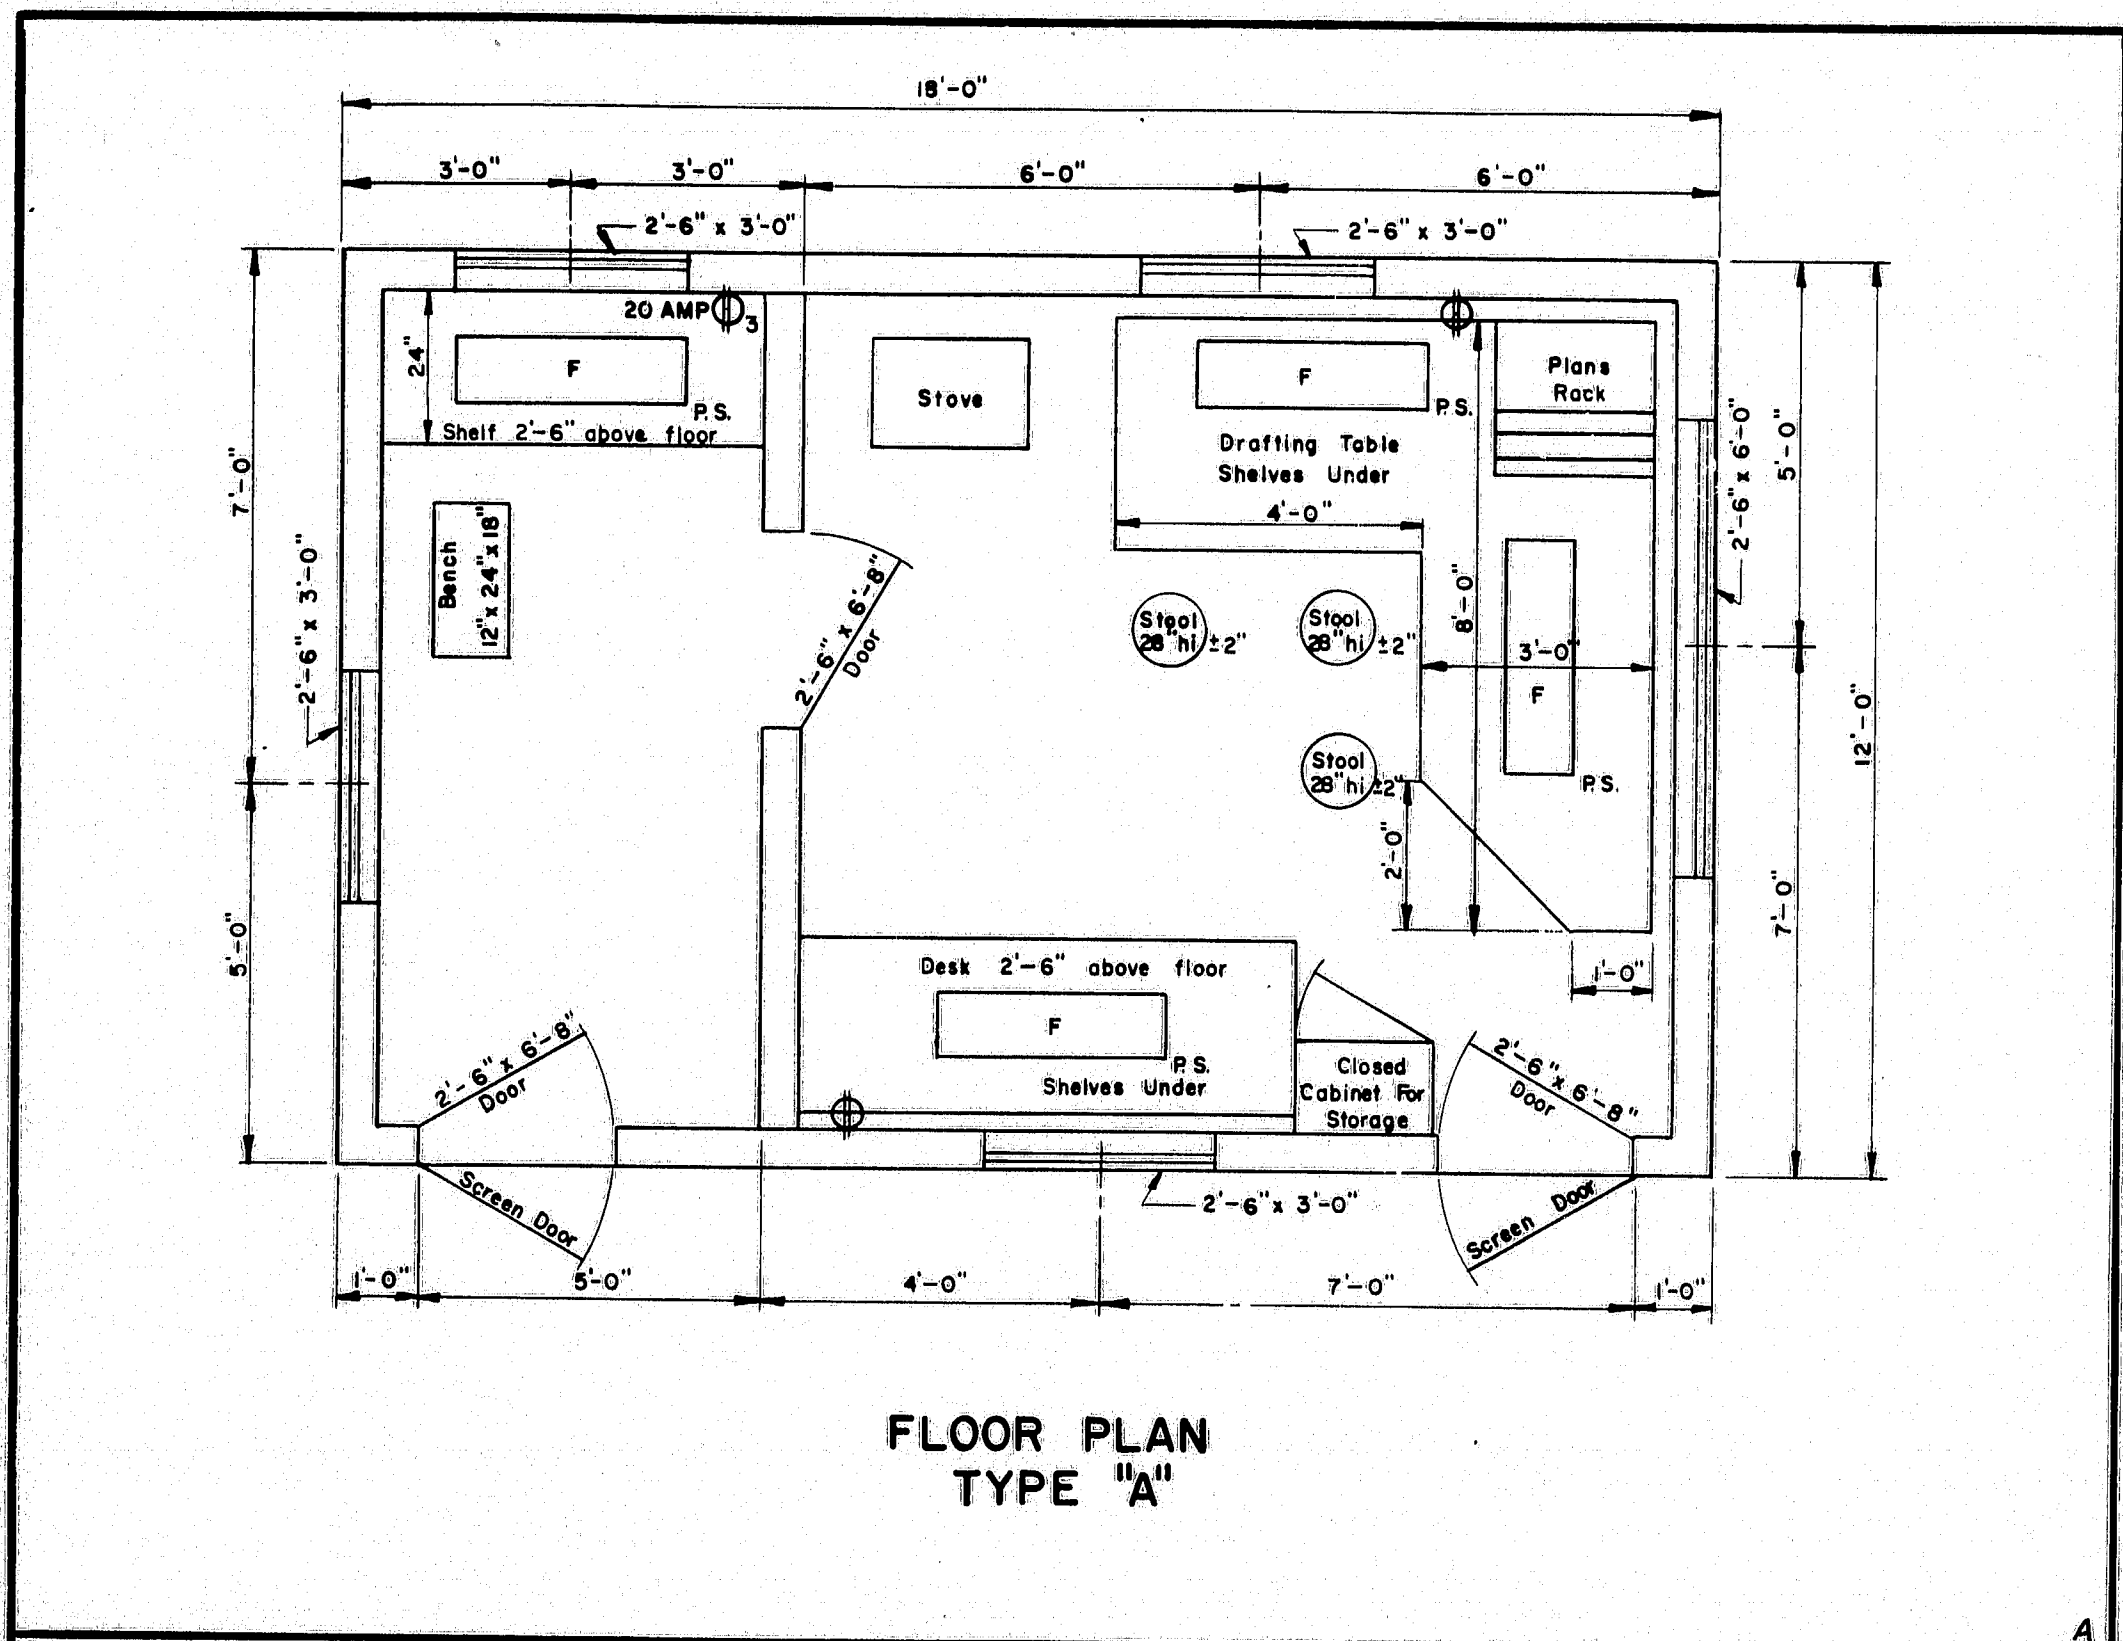 18'-0"
3'-0"
3'-0"
6'-0"
6'-0"
2'-6" x 3'-0"
2'-6" x 3'-0"
20 AMP
3
24"
F
P.S.
Shelf 2'-6" above floor
Stove
F
P.S.
Drafting Table
Shelves Under
4'-0"
Plans
Rack
2'-6" x 6'-0"
5'-0"
12'-0"
7'-0"
7'-0"
2'-6" x 3'-0"
5'-0"
Bench
12" x 24" x 18"
2'-6" x 6'-8"
Door
Stool
28" hi ±2"
Stool
28" hi ±2"
Stool
28" hi ±2"
8'-0"
3'-0"
F
P.S.
2'-0"
1'-0"
Desk 2'-6" above floor
F
P.S.
Shelves Under
Closed
Cabinet For
Storage
2'-6" x 6'-8"
Door
Screen Door
2'-6" x 6'-8"
Door
Screen Door
2'-6" x 3'-0"
1'-0"
5'-0"
4'-0"
7'-0"
1'-0"
FLOOR PLAN
TYPE "A"
A